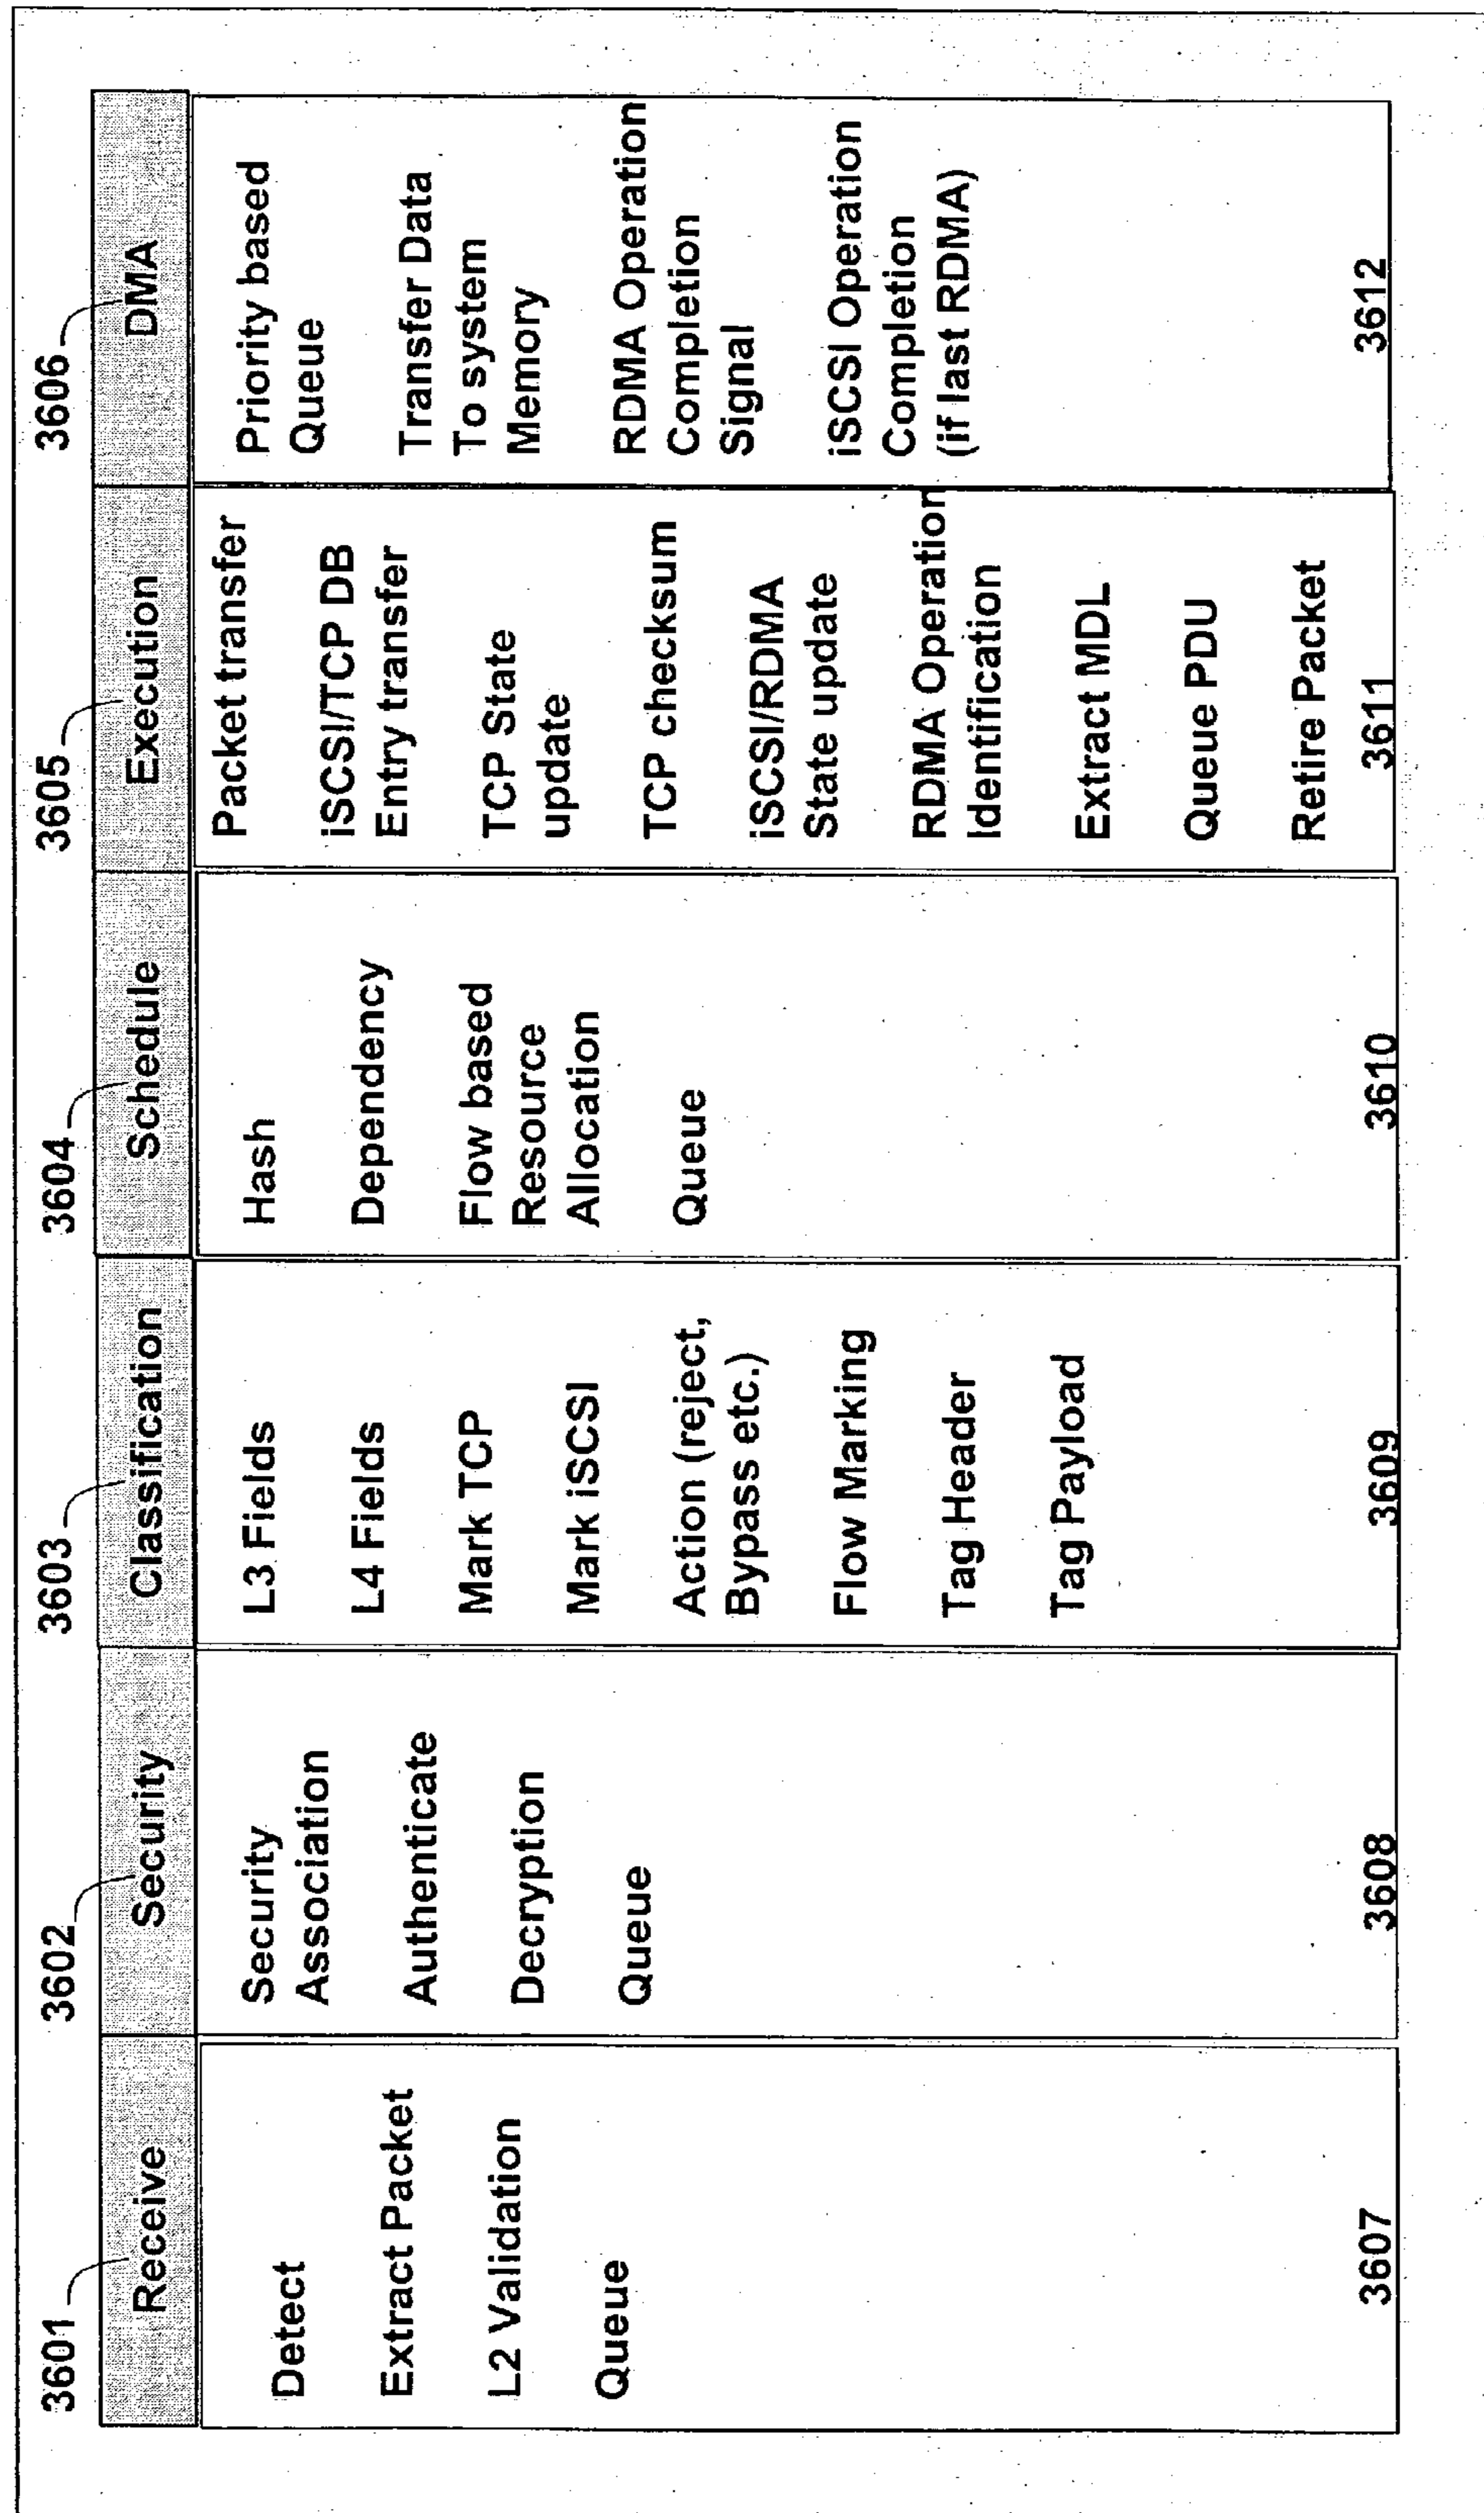 3601
Receive
Detect
Extract Packet
L2 Validation
Queue
3607
3602
Security
Security
Association
Authenticate
Decryption
Queue
3608
3603
Classification
L3 Fields
L4 Fields
Mark TCP
Mark iSCSI
Action (reject,
Bypass etc.)
Flow Marking
Tag Header
Tag Payload
3609
3604
Schedule
Hash
Dependency
Flow based
Resource
Allocation
Queue
3610
3605
Execution
Packet transfer
iSCSI/TCP DB
Entry transfer
TCP State
update
TCP checksum
iSCSI/RDMA
State update
RDMA Operation
Identification
Extract MDL
Queue PDU
Retire Packet
3611
3606
DMA
Priority based
Queue
Transfer Data
To system
Memory
RDMA Operation
Completion
Signal
iSCSI Operation
Completion
(if last RDMA)
3612